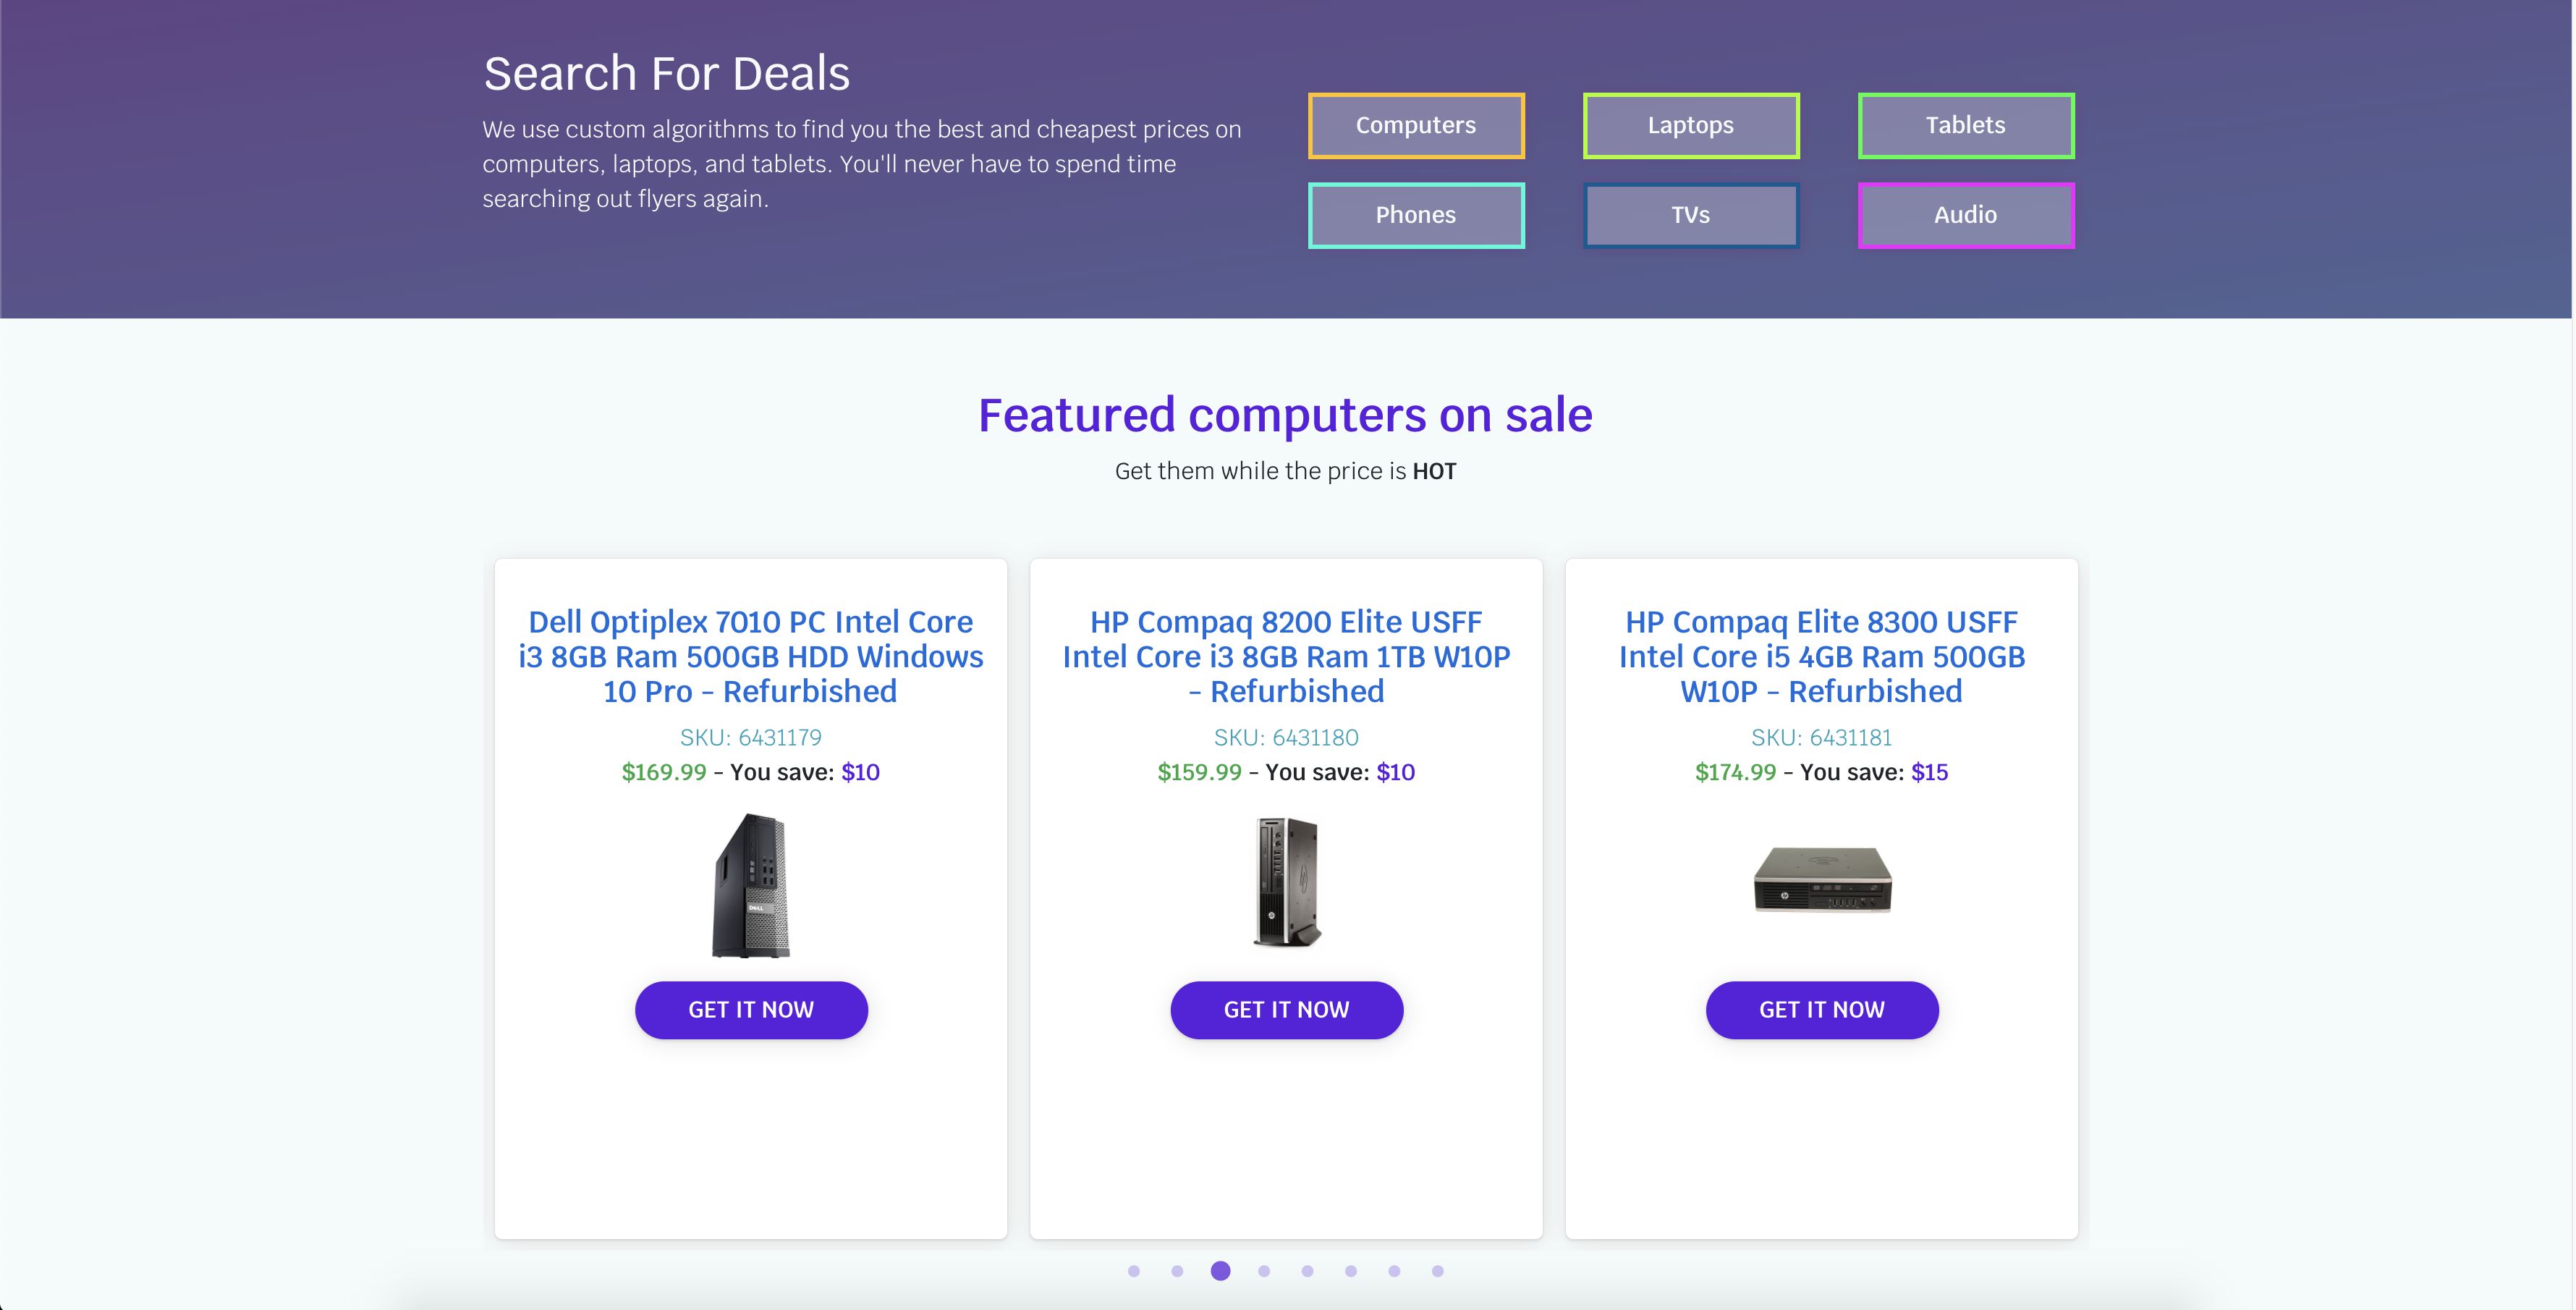 Search For Deals
We use custom algorithms to find you the best and cheapest prices on
computers, laptops, and tablets. You'll never have to spend time
searching out flyers again.
Computers
Laptops
Tablets
Phones
TVs
Audio
Featured computers on sale
Get them while the price is HOT
Dell Optiplex 7010 PC Intel Core
i3 8GB Ram 500GB HDD Windows
10 Pro - Refurbished
SKU: 6431179
$169.99 - You save: $10
DELL
GET IT NOW
HP Compaq 8200 Elite USFF
Intel Core i3 8GB Ram 1TB W10P
- Refurbished
SKU: 6431180
$159.99 - You save: $10
GET IT NOW
HP Compaq Elite 8300 USFF
Intel Core i5 4GB Ram 500GB
W10P - Refurbished
SKU: 6431181
$174.99 - You save: $15
GET IT NOW